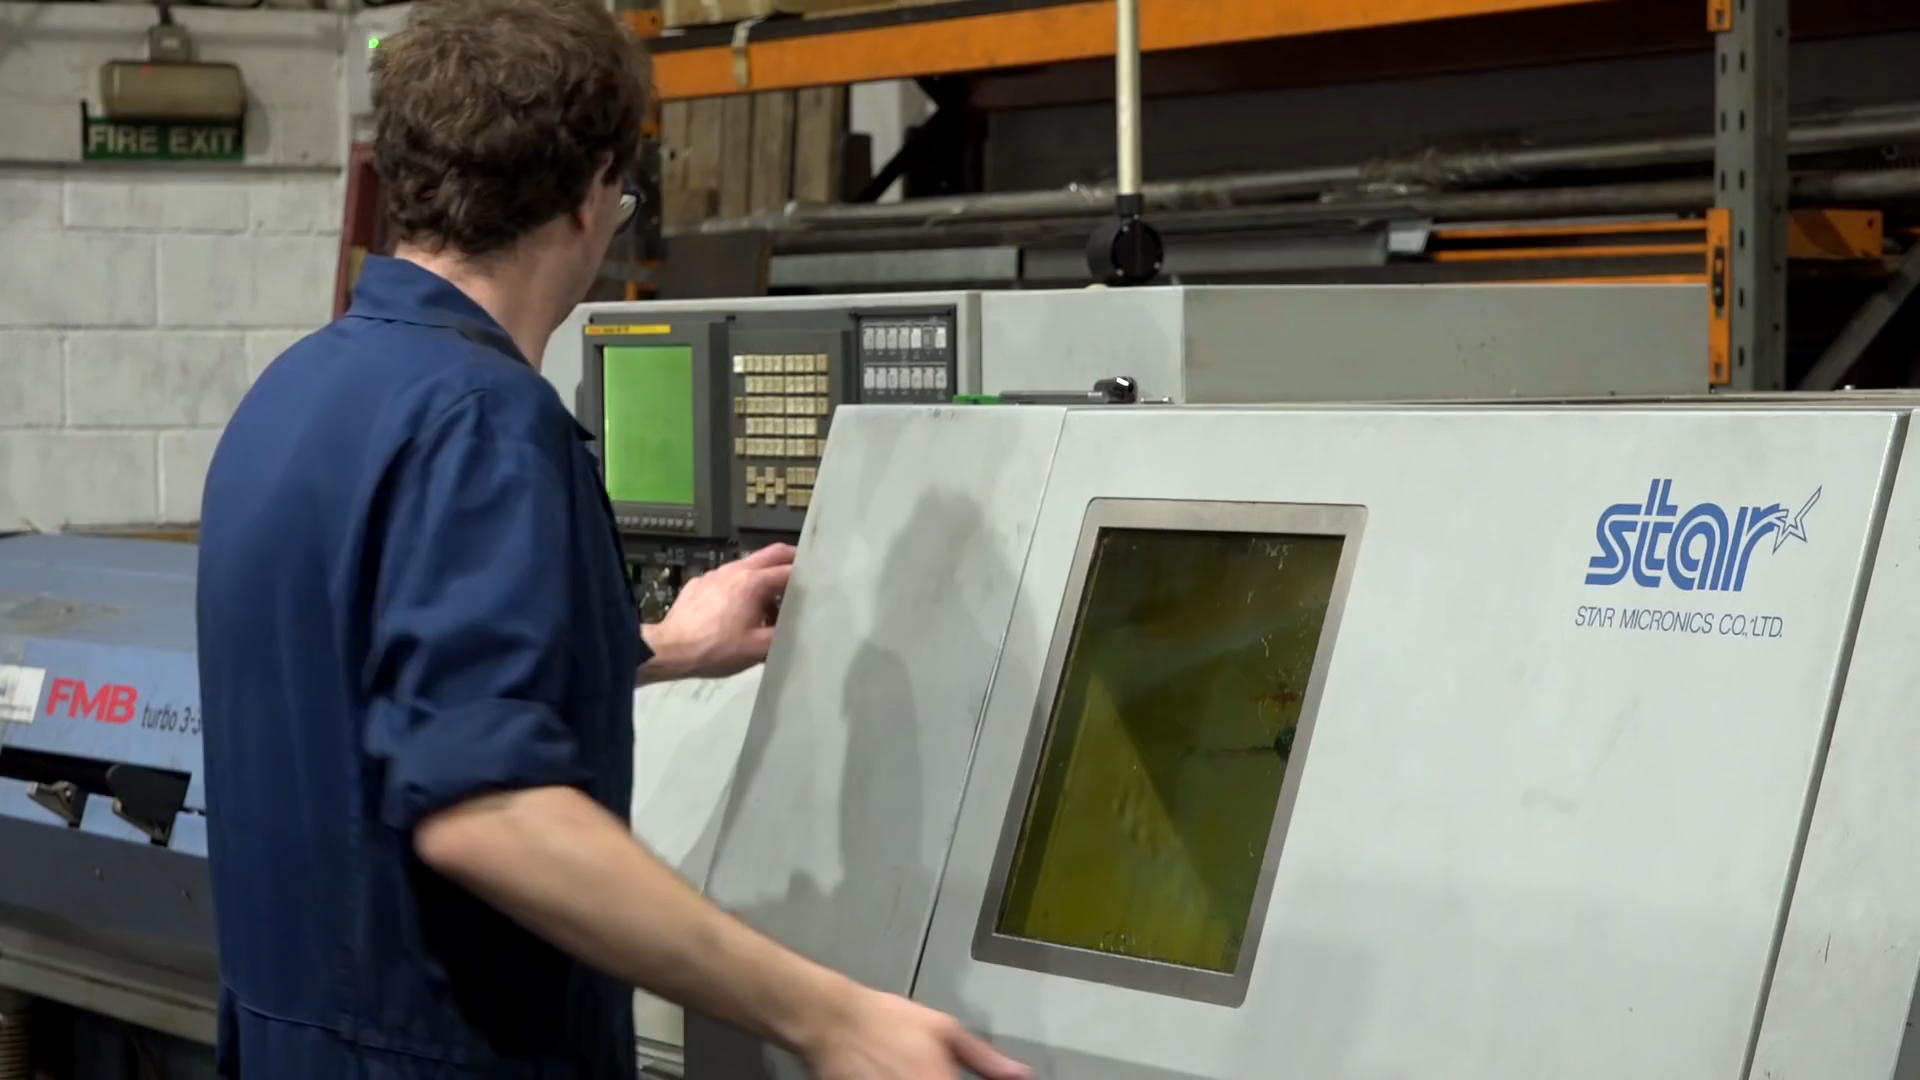 FIRE EXIT
star
STAR MICRONICS CO., LTD.
FMB turbo 3-3